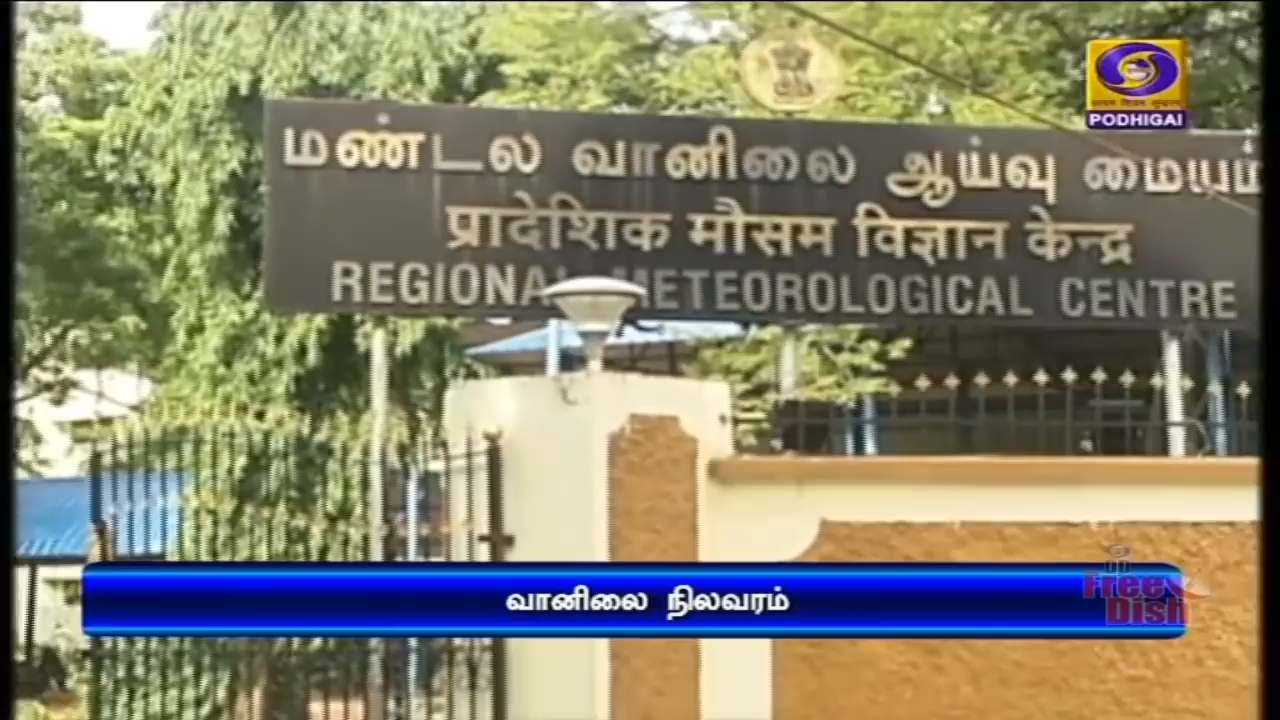 PODHIGAI
மண்டல வானிலை ஆய்வு மையம்
प्रादेशिक मौसम विज्ञान केन्द्र
REGIONAL METEOROLOGICAL CENTRE
வானிலை நிலவரம்
Free
Dish